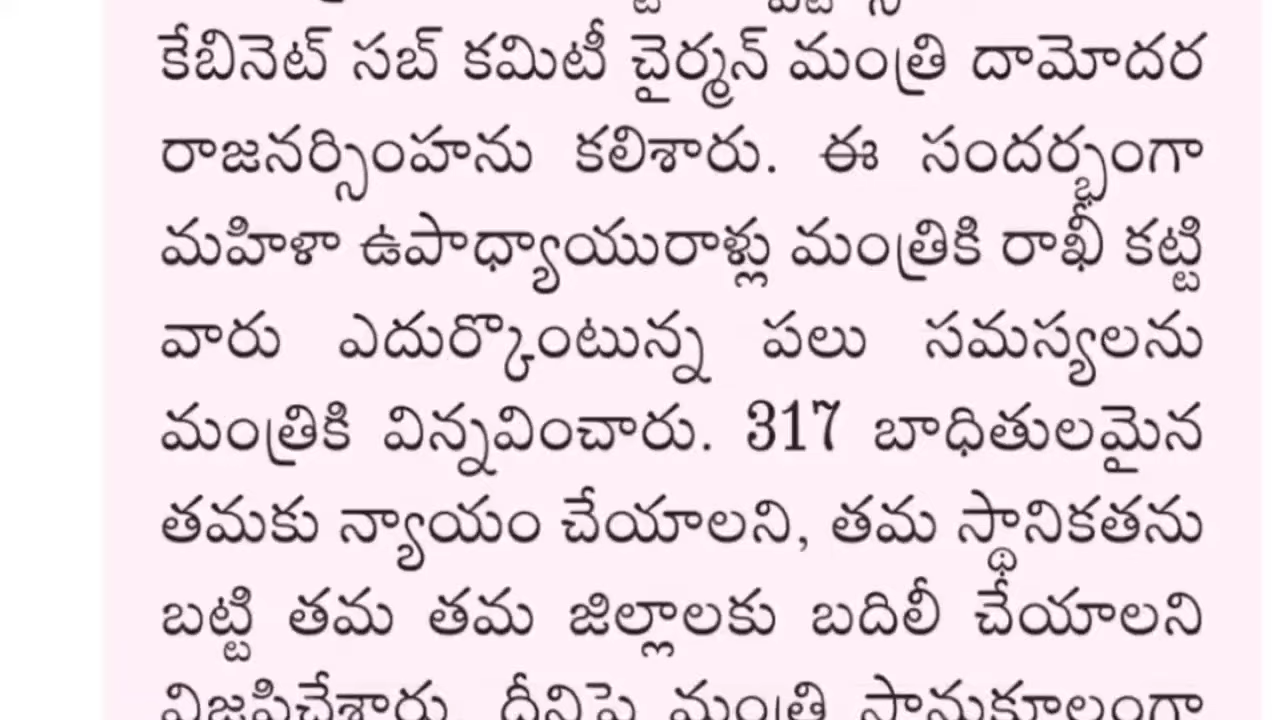 కేబినెట్ సబ్ కమిటీ చైర్మన్ మంత్రి దామోదర
రాజనర్సింహను కలిశారు. ఈ సందర్భంగా
మహిళా ఉపాధ్యాయురాళ్లు మంత్రికి రాఖీ కట్టి
వారు ఎదుర్కొంటున్న పలు సమస్యలను
మంత్రికి విన్నవించారు. 317 బాధితులమైన
తమకు న్యాయం చేయాలని, తమ స్థానికతను
బట్టి తమ తమ జిల్లాలకు బదిలీ చేయాలని
విజ్ఞప్తిచేశారు. దీనిపై మంత్రి సానుకూలంగా